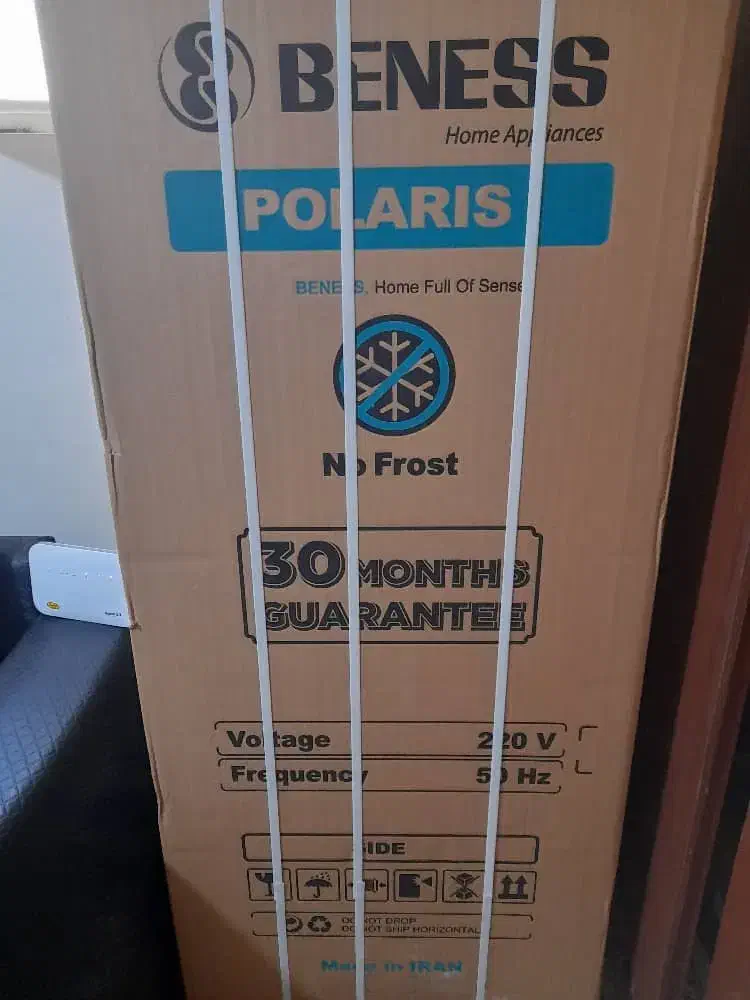 BENESS
Home Appliances
POLARIS
BENESS, Home Full Of Sense
No Frost
30 MONTHS
GUARANTEE
Voltage 220 V
Frequency 50 Hz
SIDE
DO NOT DROP
DO NOT SHIP HORIZONTAL
Made in IRAN